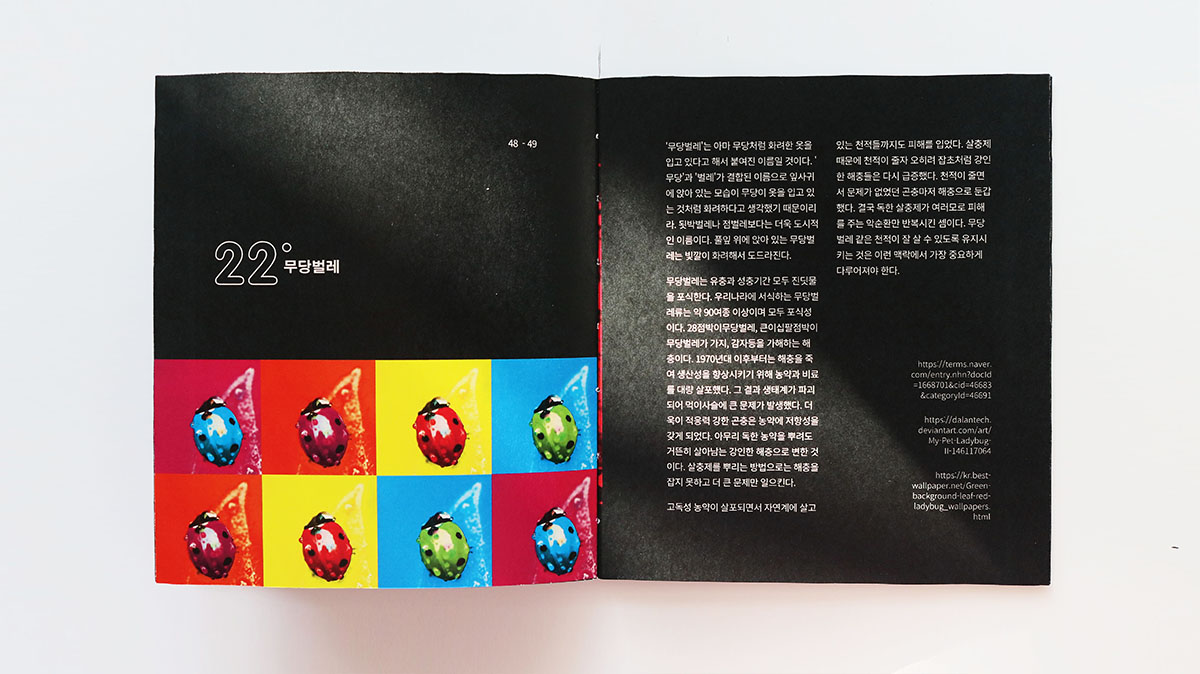 48 - 49
22°
무당벌레
'무당벌레'는 아마 무당처럼 화려한 옷을
입고 있다고 해서 붙여진 이름일 것이다. '
무당'과 '벌레'가 결합된 이름으로 잎사귀
에 앉아 있는 모습이 무당이 옷을 입고 있
는 것처럼 화려하다고 생각했기 때문이리
라. 됫박벌레나 점벌레보다는 더욱 도시적
인 이름이다. 풀잎 위에 앉아 있는 무당벌
레는 빛깔이 화려해서 도드라진다.
무당벌레는 유충과 성충기간 모두 진딧물
을 포식한다. 우리나라에 서식하는 무당벌
레류는 약 90여종 이상이며 모두 포식성
이다. 28점박이무당벌레, 큰이십팔점박이
무당벌레가 가지, 감자등을 가해하는 해
충이다. 1970년대 이후부터는 해충을 죽
여 생산성을 향상시키기 위해 농약과 비료
를 대량 살포했다. 그 결과 생태계가 파괴
되어 먹이사슬에 큰 문제가 발생했다. 더
욱이 적응력 강한 곤충은 농약에 저항성을
갖게 되었다. 아무리 독한 농약을 뿌려도
거뜬히 살아남는 강인한 해충으로 변한 것
이다. 살충제를 뿌리는 방법으로는 해충을
잡지 못하고 더 큰 문제만 일으킨다.
고독성 농약이 살포되면서 자연계에 살고
있는 천적들까지도 피해를 입었다. 살충제
때문에 천적이 줄자 오히려 잡초처럼 강인
한 해충들은 다시 급증했다. 천적이 줄면
서 문제가 없었던 곤충마저 해충으로 둔갑
했다. 결국 독한 살충제가 여러모로 피해
를 주는 악순환만 반복시킨 셈이다. 무당
벌레 같은 천적이 잘 살 수 있도록 유지시
키는 것은 이런 맥락에서 가장 중요하게
다루어져야 한다.
https://terms.naver.
com/entry.nhn?docId
=1668701&cid=46683
&categoryId=46691
https://dalantech.
deviantart.com/art/
My-Pet-Ladybug-
II-146117064
https://kr.best-
wallpaper.net/Green-
background-leaf-red-
ladybug_wallpapers.
html